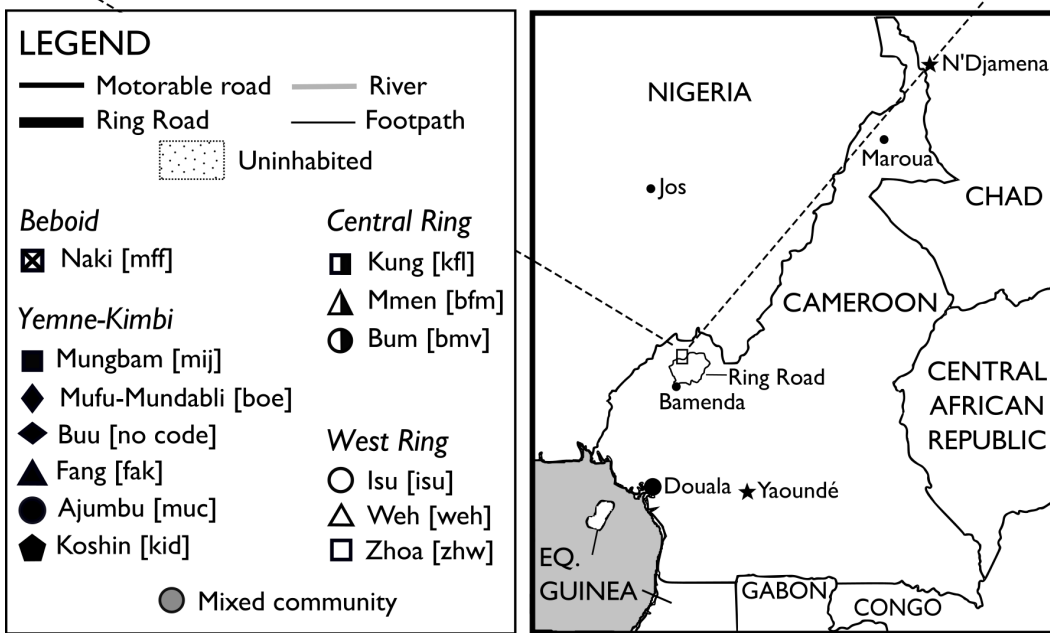 LEGEND
Motorable road
River
Ring Road
Footpath
Uninhabited
Beboid
Naki [mff]
Yemne-Kimbi
Mungbam [mij]
Mufu-Mundabli [boe]
Buu [no code]
Fang [fak]
Ajumbu [muc]
Koshin [kid]
Central Ring
Kung [kfl]
Mmen [bfm]
Bum [bmv]
West Ring
Isu [isu]
Weh [weh]
Zhoa [zhw]
Mixed community
N'Djamena
NIGERIA
Maroua
Jos
CHAD
CAMEROON
Ring Road
Bamenda
CENTRAL
AFRICAN
REPUBLIC
Douala
Yaoundé
EQ.
GUINEA
GABON
CONGO